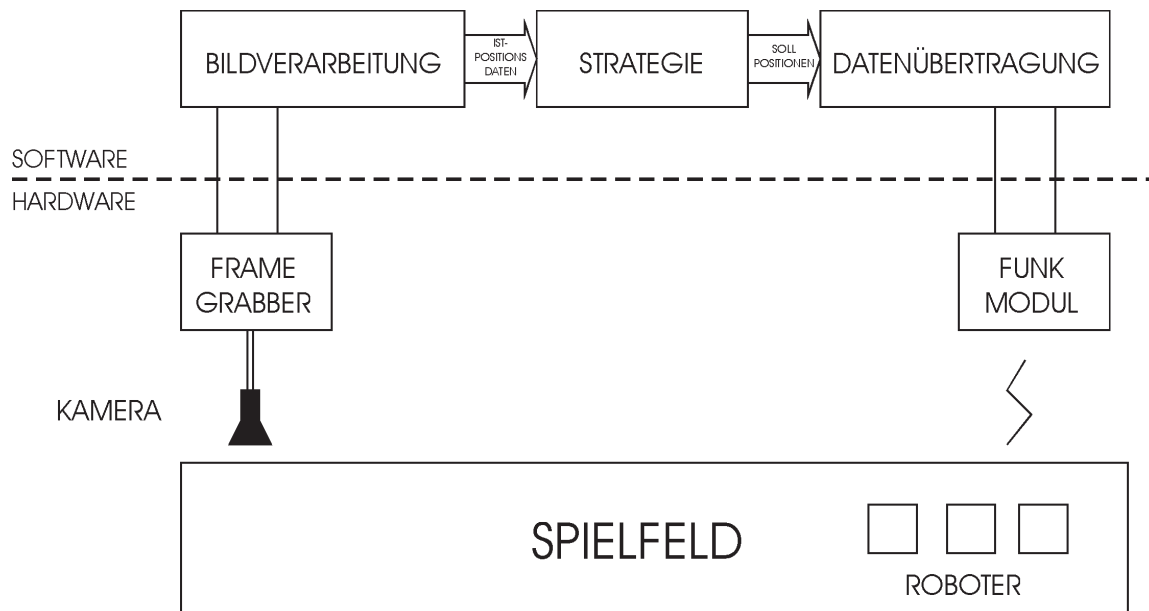 BILDVERARBEITUNG
IST-
POSITIONS
DATEN
STRATEGIE
SOLL
POSITIONEN
DATENÜBERTRAGUNG
SOFTWARE
HARDWARE
FRAME
GRABBER
FUNK
MODUL
KAMERA
SPIELFELD
ROBOTER